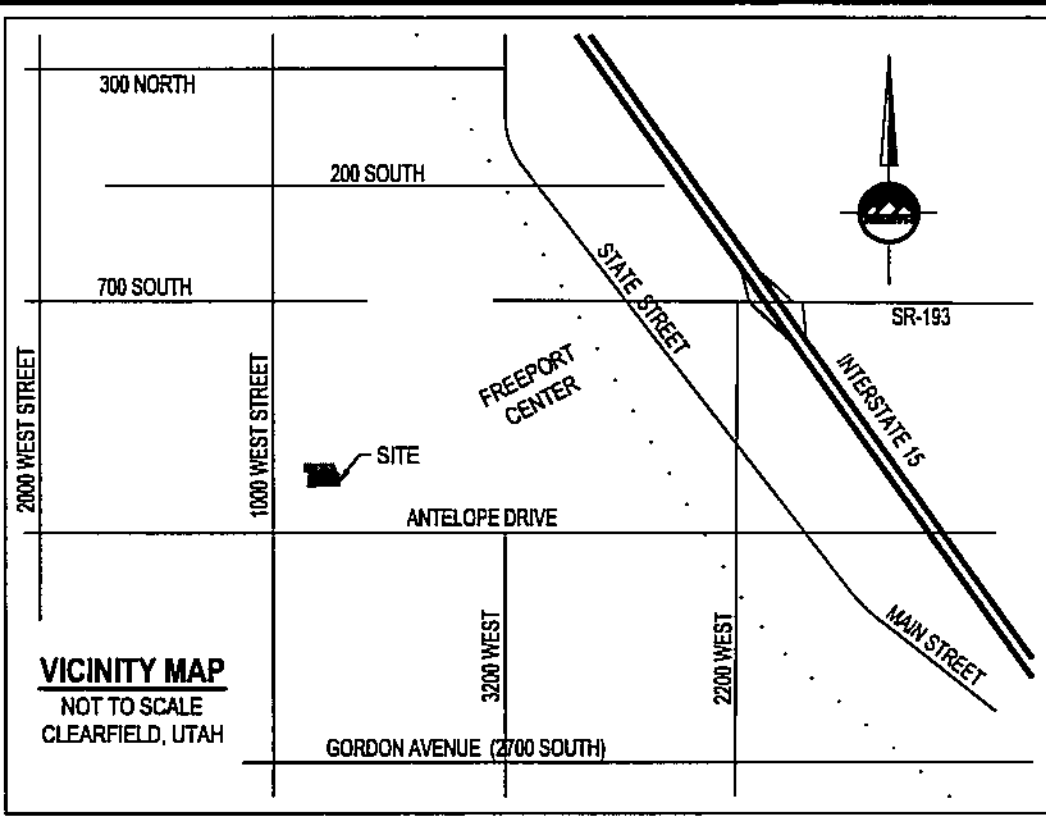 300 NORTH
200 SOUTH
STATE STREET
700 SOUTH
SR-193
FREEPORT
CENTER
INTERSTATE 15
2000 WEST STREET
1000 WEST STREET
SITE
ANTELOPE DRIVE
3200 WEST
2200 WEST
MAIN STREET
VICINITY MAP
NOT TO SCALE
CLEARFIELD, UTAH
GORDON AVENUE (2700 SOUTH)